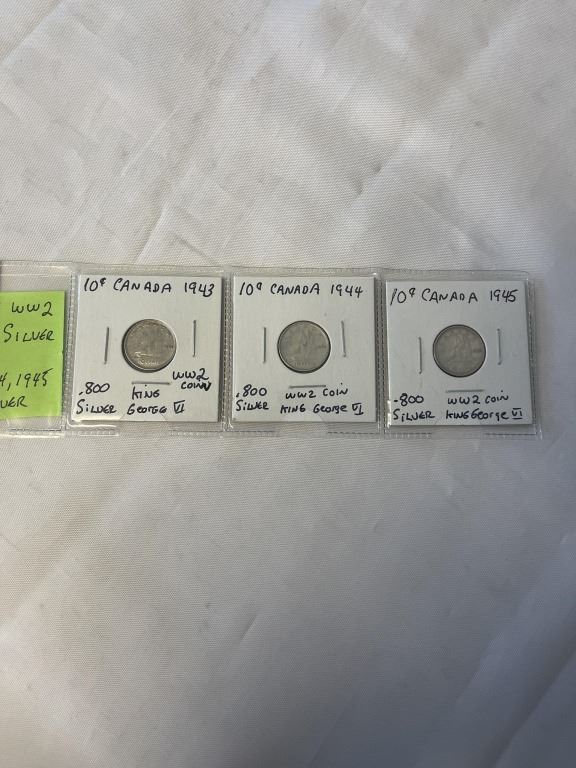 WW2
SILVER
4, 1945
VER
10¢ CANADA 1943
.800
SILVER
KING
GEORGE VI
WW2
COIN
10¢ CANADA 1944
.800
SILVER
WW2 COIN
KING GEORGE VI
10¢ CANADA 1945
.800
SILVER
WW2 COIN
KING GEORGE VI